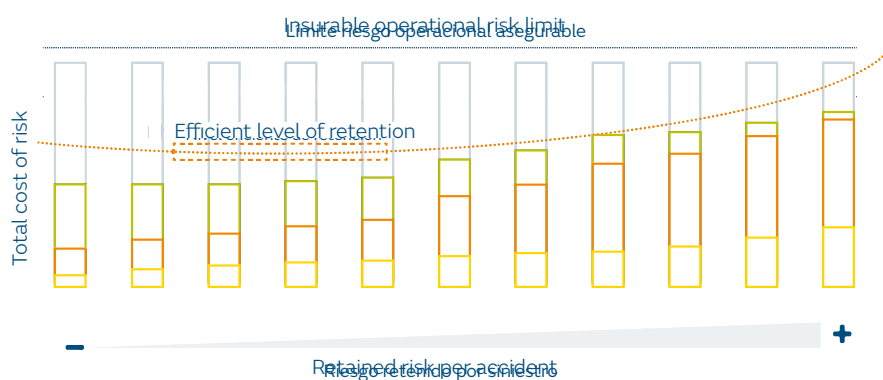 Insurable operational risk limit
Límite riesgo operacional asegurable
Efficient level of retention
Total cost of risk
Retained risk per accident
Riesgo retenido por siniestro